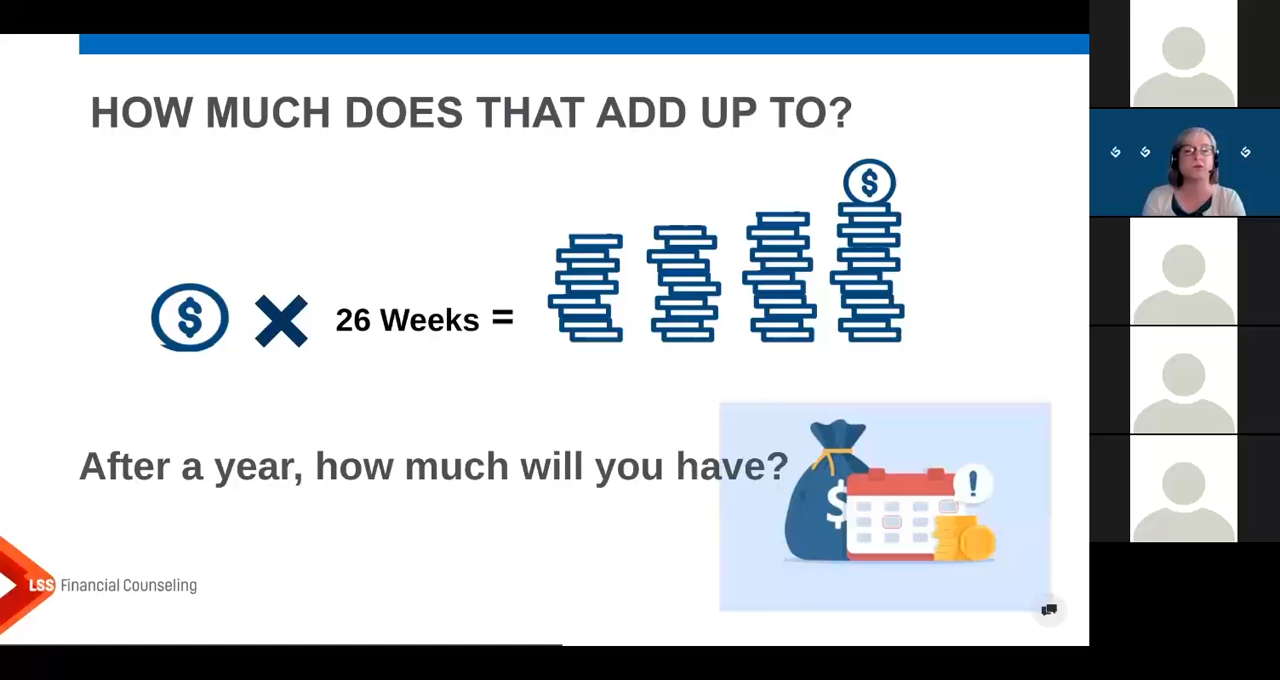 HOW MUCH DOES THAT ADD UP TO?
$
$ × 26 Weeks =
After a year, how much will you have?
$
!
LSS Financial Counseling